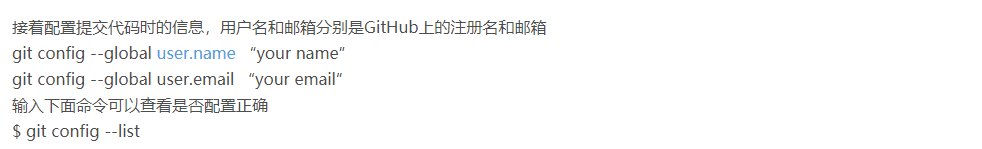 接着配置提交代码时的信息，用户名和邮箱分别是GitHub上的注册名和邮箱
git config --global user.name “your name“
git config --global user.email “your email“
输入下面命令可以查看是否配置正确
$ git config --list